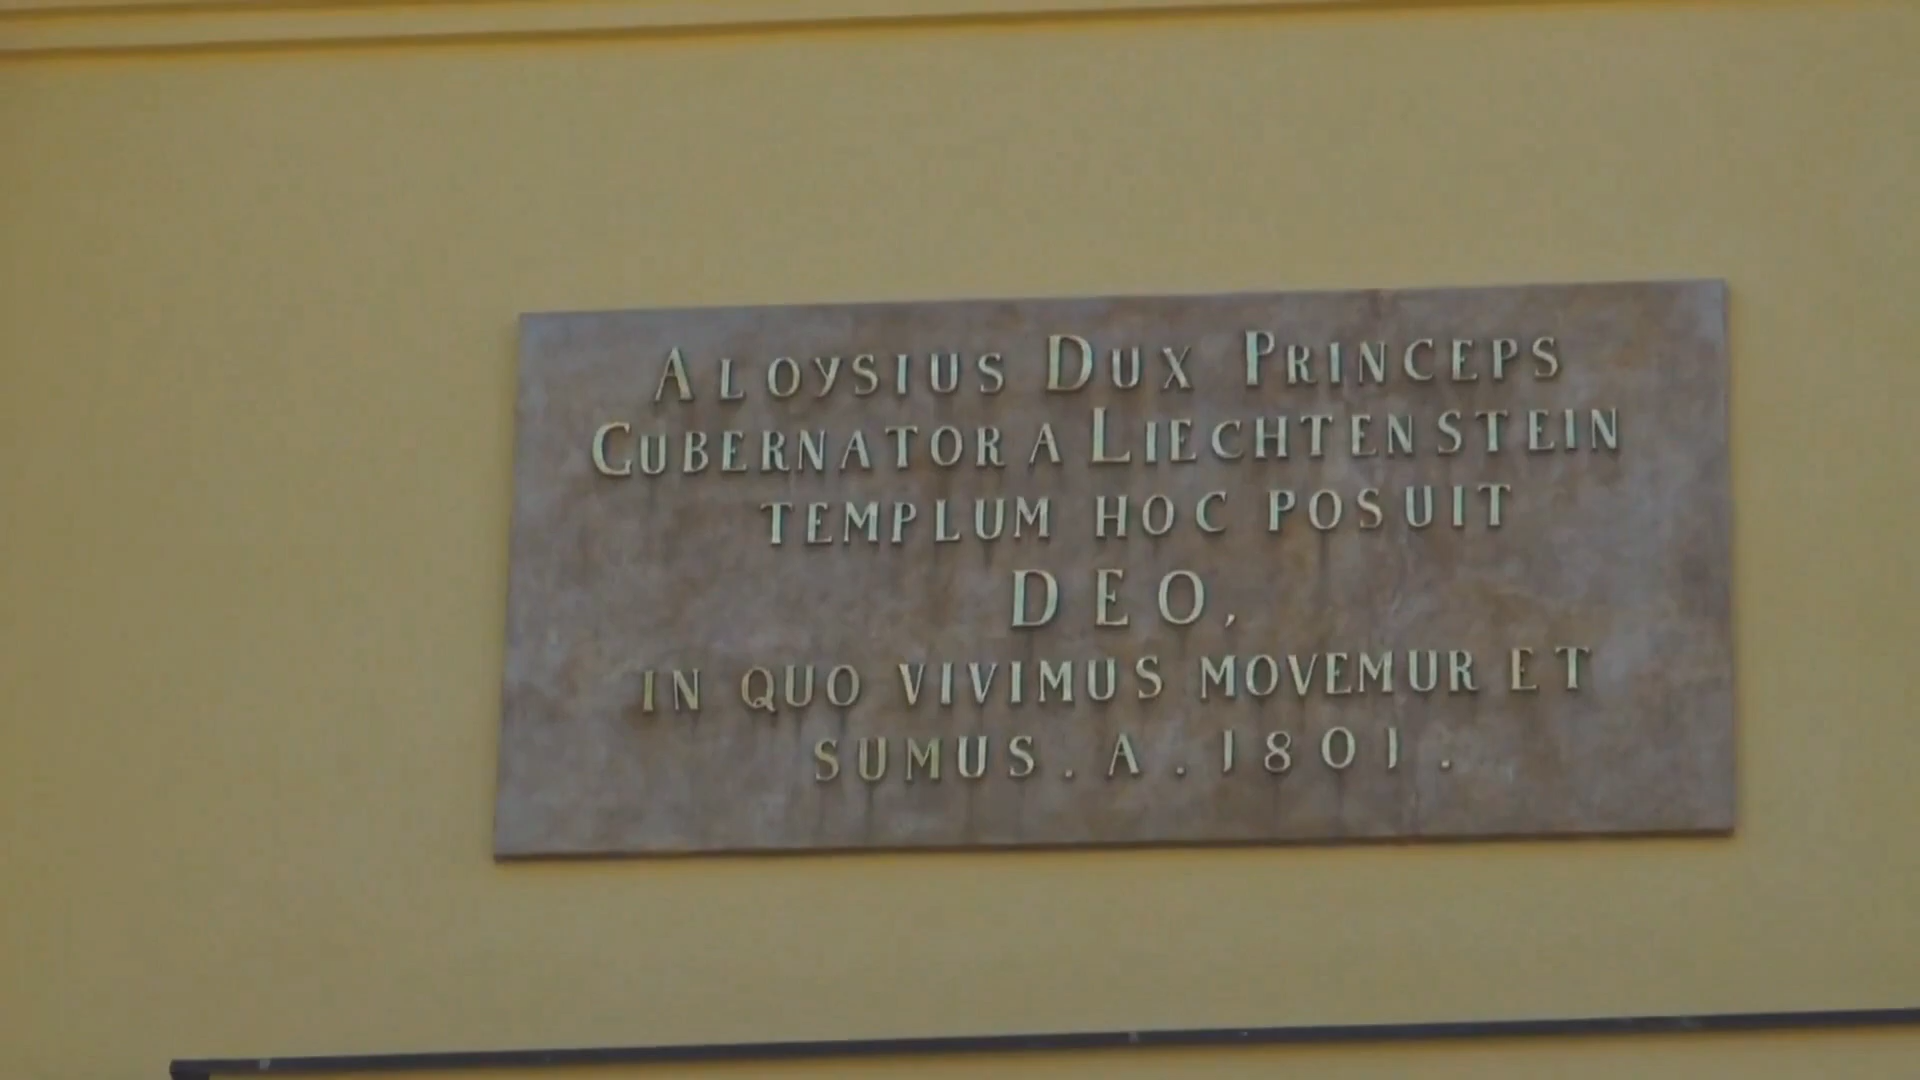 ALOYSIUS DUX PRINCEPS
GUBERNATOR A LIECHTENSTEIN
TEMPLUM HOC POSUIT
DEO,
IN QUO VIVIMUS MOVEMUR ET
SUMUS. A. 1801.